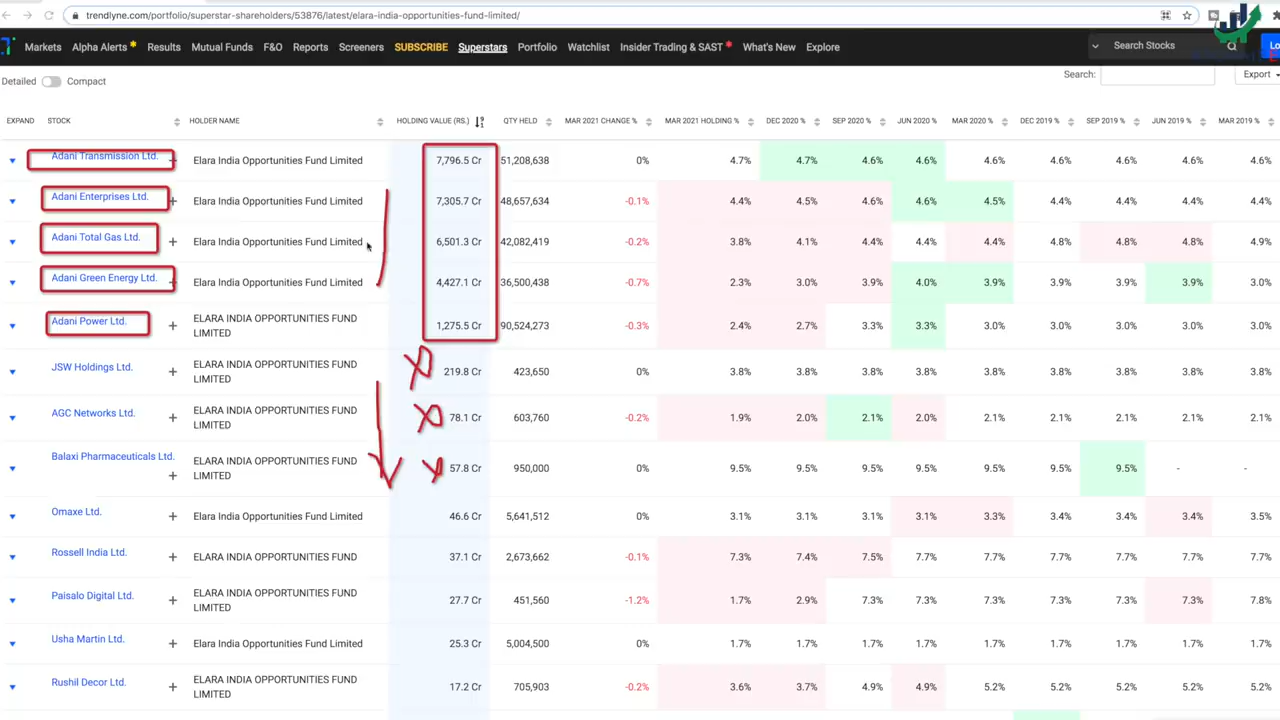 trendlyne.com/portfolio/superstar-shareholders/53876/latest/elara-india-opportunities-fund-limited/
Markets Alpha Alerts Results Mutual Funds F&O Reports Screeners SUBSCRIBE Superstars Portfolio Watchlist Insider Trading & SAST What's New Explore Search Stocks Lo
Detailed Compact Search: Export
EXPAND STOCK HOLDER NAME HOLDING VALUE (RS.) QTY HELD MAR 2021 CHANGE % MAR 2021 HOLDING % DEC 2020 % SEP 2020 % JUN 2020 % MAR 2020 % DEC 2019 % SEP 2019 % JUN 2019 % MAR 2019 %
Adani Transmission Ltd. + Elara India Opportunities Fund Limited 7,796.5 Cr 51,208,638 0% 4.7% 4.7% 4.6% 4.6% 4.6% 4.6% 4.6% 4.6% 4.6%
Adani Enterprises Ltd. + Elara India Opportunities Fund Limited 7,305.7 Cr 48,657,634 -0.1% 4.4% 4.5% 4.6% 4.6% 4.5% 4.4% 4.4% 4.4% 4.4%
Adani Total Gas Ltd. + Elara India Opportunities Fund Limited 6,501.3 Cr 42,082,419 -0.2% 3.8% 4.1% 4.4% 4.4% 4.4% 4.8% 4.8% 4.8% 4.9%
Adani Green Energy Ltd. + Elara India Opportunities Fund Limited 4,427.1 Cr 36,500,438 -0.7% 2.3% 3.0% 3.9% 4.0% 3.9% 3.9% 3.9% 3.9% 3.0%
Adani Power Ltd. + ELARA INDIA OPPORTUNITIES FUND LIMITED 1,275.5 Cr 90,524,273 -0.3% 2.4% 2.7% 3.3% 3.3% 3.0% 3.0% 3.0% 3.0% 3.0%
JSW Holdings Ltd. + ELARA INDIA OPPORTUNITIES FUND LIMITED 219.8 Cr 423,650 0% 3.8% 3.8% 3.8% 3.8% 3.8% 3.8% 3.8% 3.8% 3.8%
AGC Networks Ltd. + ELARA INDIA OPPORTUNITIES FUND LIMITED 78.1 Cr 603,760 -0.2% 1.9% 2.0% 2.1% 2.0% 2.1% 2.1% 2.1% 2.1% 2.1%
Balaxi Pharmaceuticals Ltd. + ELARA INDIA OPPORTUNITIES FUND LIMITED 57.8 Cr 950,000 0% 9.5% 9.5% 9.5% 9.5% 9.5% 9.5% 9.5% - -
Omaxe Ltd. + Elara India Opportunities Fund Limited 46.6 Cr 5,641,512 0% 3.1% 3.1% 3.1% 3.1% 3.3% 3.4% 3.4% 3.4% 3.5%
Rossell India Ltd. + ELARA INDIA OPPORTUNITIES FUND 37.1 Cr 2,673,662 -0.1% 7.3% 7.4% 7.5% 7.7% 7.7% 7.7% 7.7% 7.7% 7.7%
Paisalo Digital Ltd. + ELARA INDIA OPPORTUNITIES FUND LIMITED 27.7 Cr 451,560 -1.2% 1.7% 2.9% 7.3% 7.3% 7.3% 7.3% 7.3% 7.3% 7.8%
Usha Martin Ltd. + Elara India Opportunities Fund Limited 25.3 Cr 5,004,500 0% 1.7% 1.7% 1.7% 1.7% 1.7% 1.7% 1.7% 1.7% 1.7%
Rushil Decor Ltd. + ELARA INDIA OPPORTUNITIES FUND LIMITED 17.2 Cr 705,903 -0.2% 3.6% 3.7% 4.9% 4.9% 5.2% 5.2% 5.2% 5.2% 5.2%